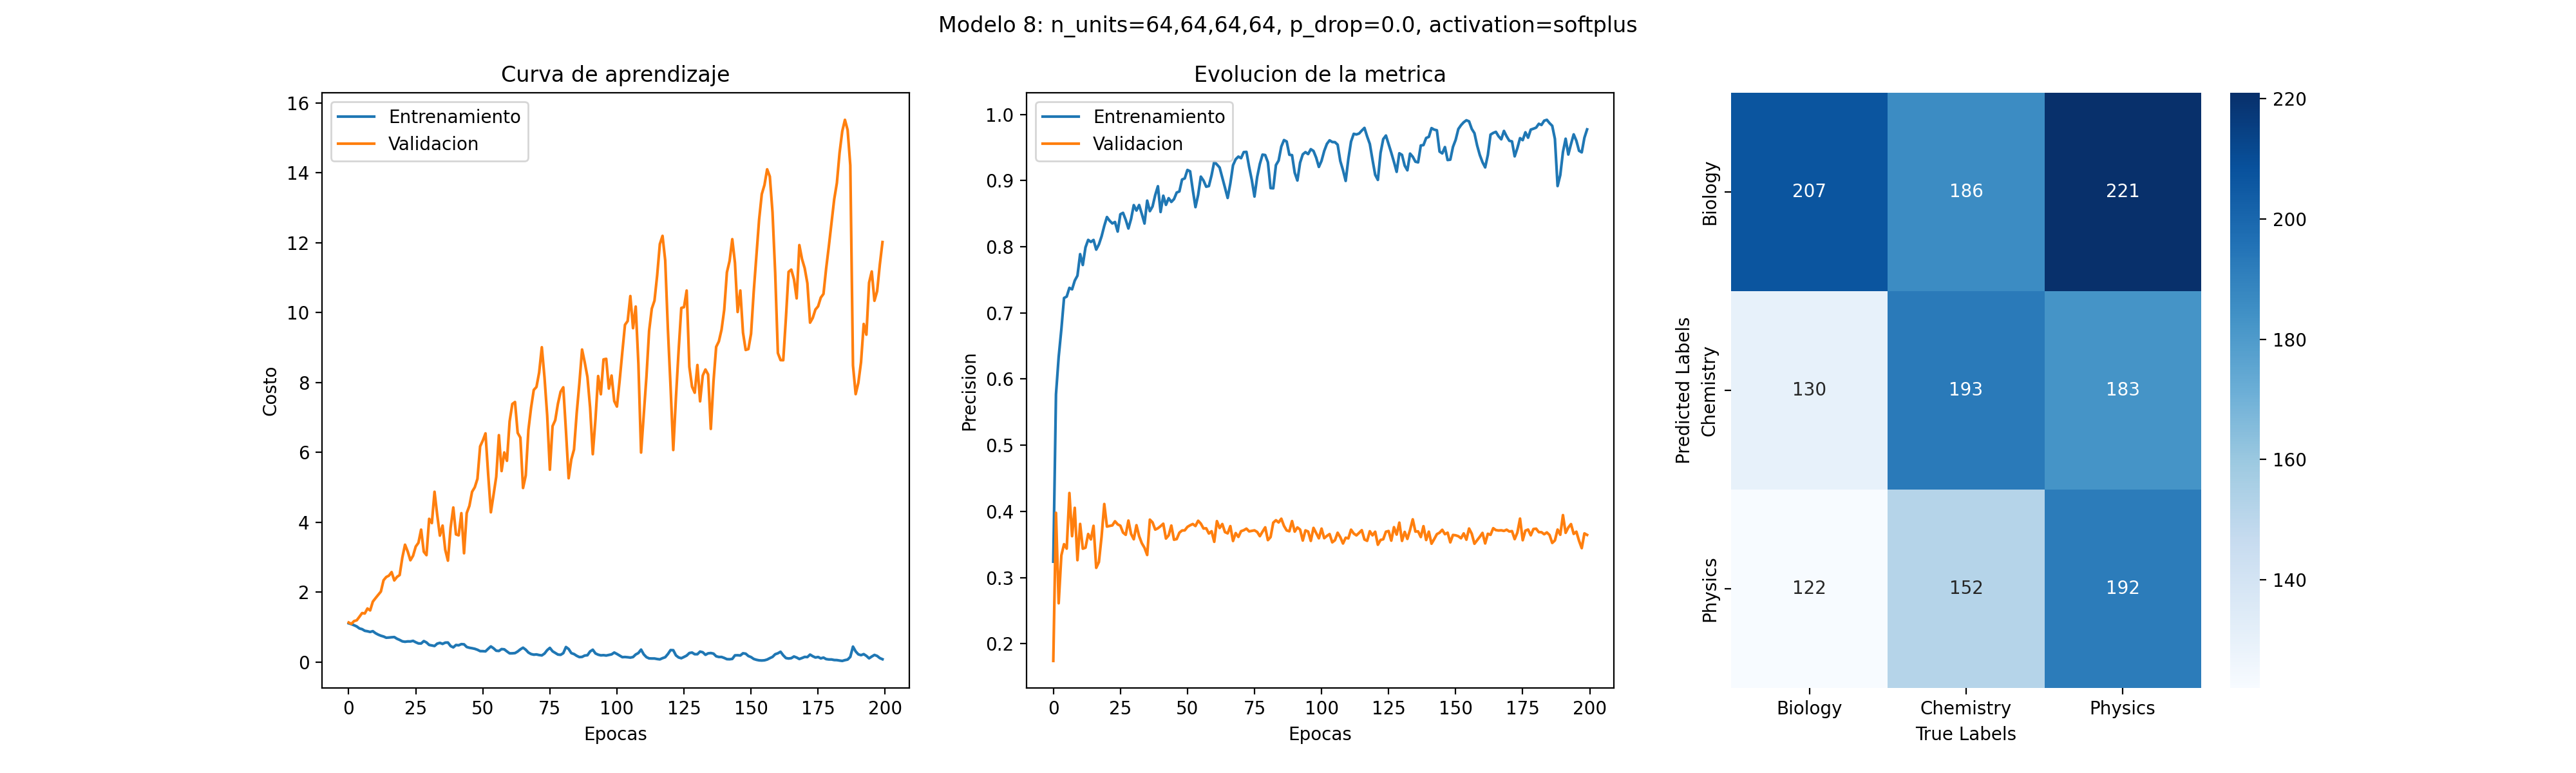 Modelo 8: n_units=64,64,64,64, p_drop=0.0, activation=softplus
Curva de aprendizaje
Entrenamiento
Validacion
16
14
12
10
8
6
4
2
0
Costo
0 25 50 75 100 125 150 175 200
Epocas
Evolucion de la metrica
Entrenamiento
Validacion
1.0
0.9
0.8
0.7
0.6
0.5
0.4
0.3
0.2
Precision
0 25 50 75 100 125 150 175 200
Epocas
Predicted Labels
Biology
207 186 221
Chemistry
130 193 183
Physics
122 152 192
Biology Chemistry Physics
True Labels
220
200
180
160
140